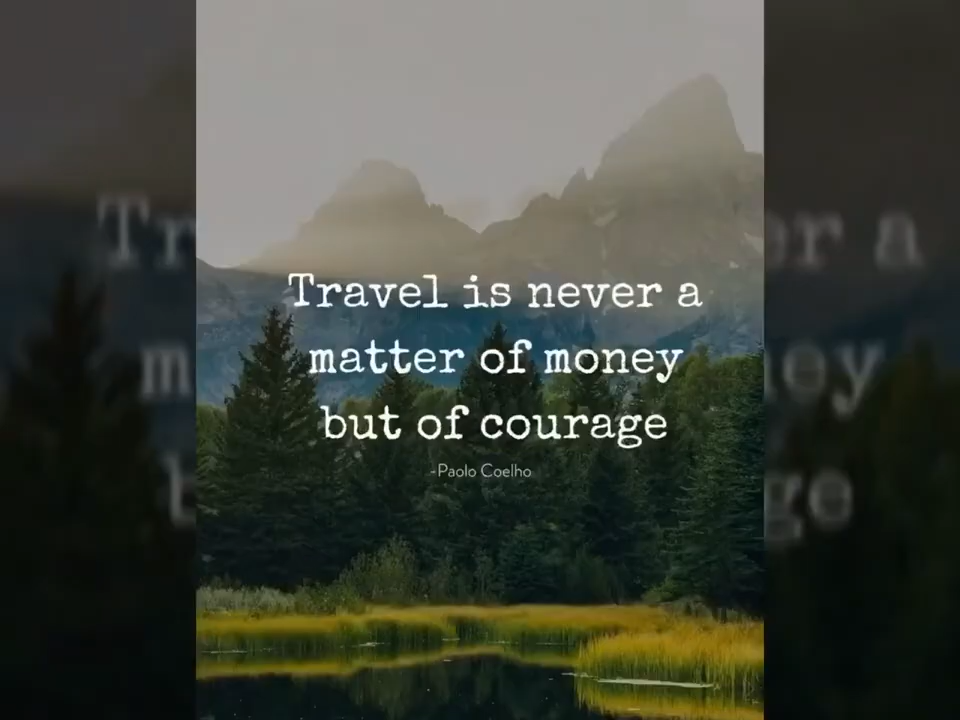 Travel is never a
matter of money
but of courage
-Paolo Coelho